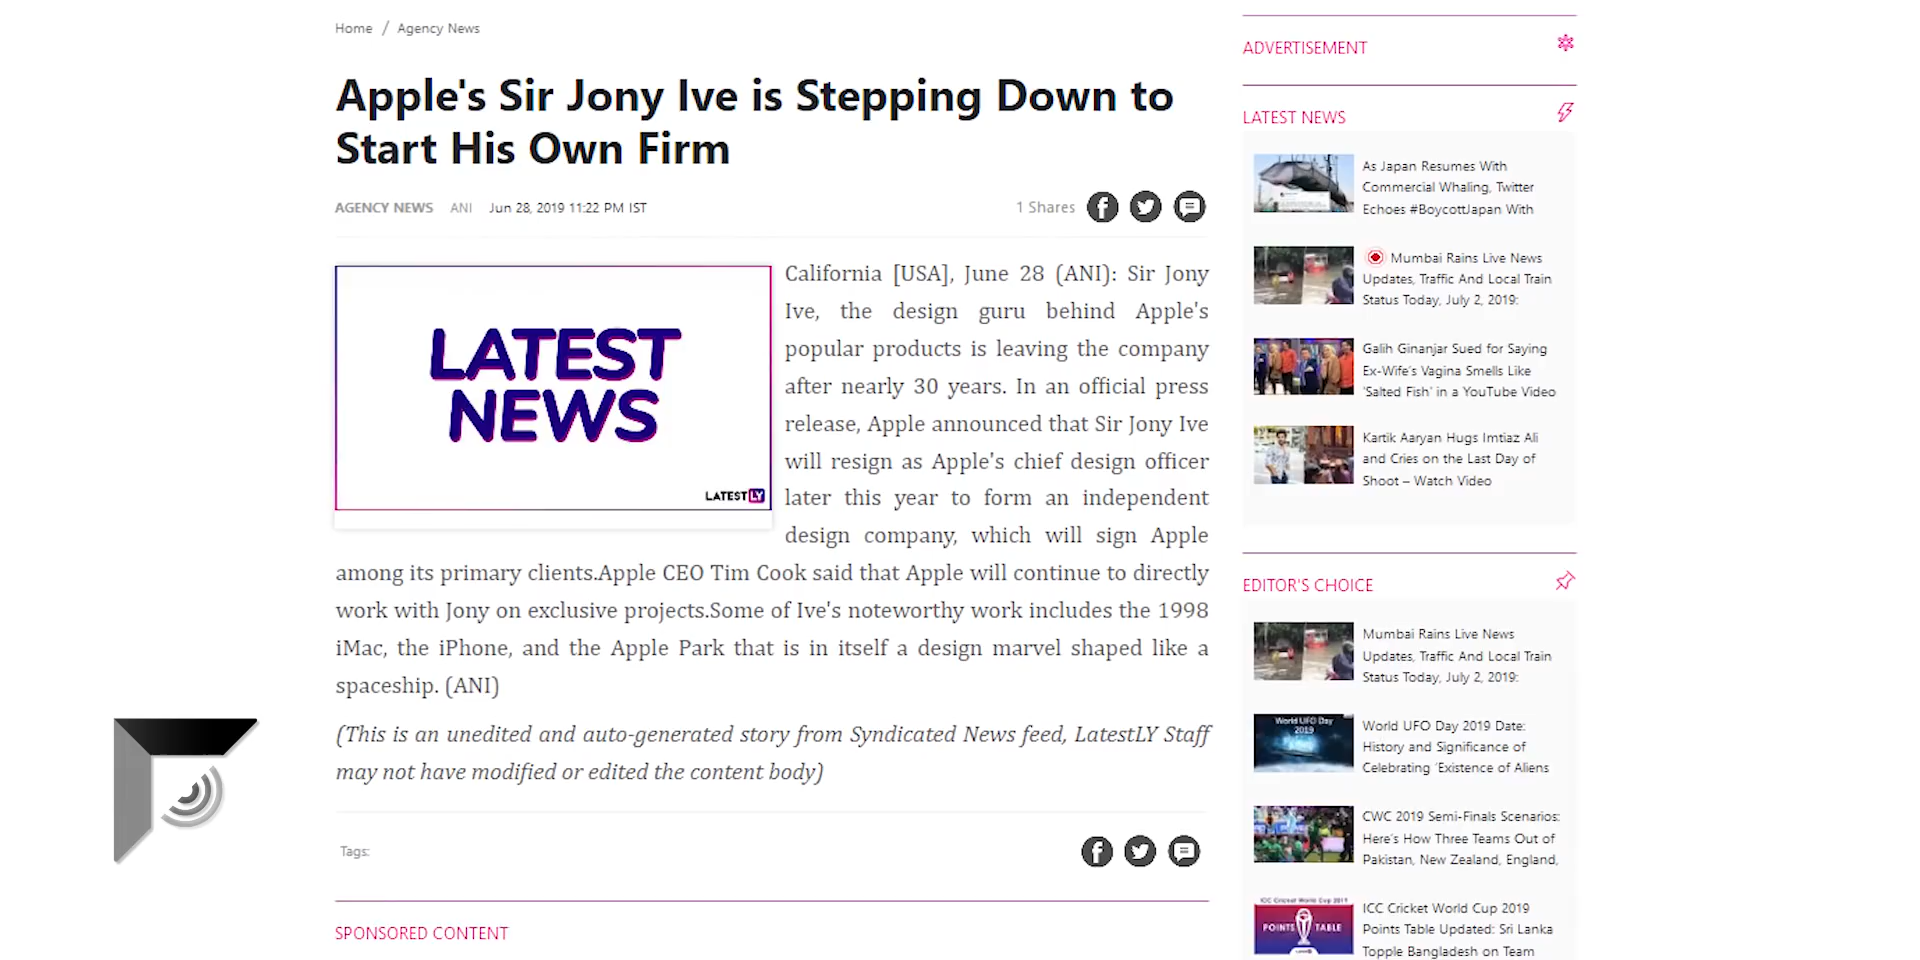 Home / Agency News
Apple's Sir Jony Ive is Stepping Down to
Start His Own Firm
AGENCY NEWS ANI Jun 28, 2019 11:22 PM IST
1 Shares
LATEST
NEWS
LATESTLY
California [USA], June 28 (ANI): Sir Jony
Ive, the design guru behind Apple's
popular products is leaving the company
after nearly 30 years. In an official press
release, Apple announced that Sir Jony Ive
will resign as Apple's chief design officer
later this year to form an independent
design company, which will sign Apple
among its primary clients.Apple CEO Tim Cook said that Apple will continue to directly
work with Jony on exclusive projects.Some of Ive's noteworthy work includes the 1998
iMac, the iPhone, and the Apple Park that is in itself a design marvel shaped like a
spaceship. (ANI)
(This is an unedited and auto-generated story from Syndicated News feed, LatestLY Staff
may not have modified or edited the content body)
Tags:
SPONSORED CONTENT
ADVERTISEMENT
LATEST NEWS
As Japan Resumes With
Commercial Whaling, Twitter
Echoes #BoycottJapan With
Mumbai Rains Live News
Updates, Traffic And Local Train
Status Today, July 2, 2019:
Galih Ginanjar Sued for Saying
Ex-Wife's Vagina Smells Like
'Salted Fish' in a YouTube Video
Kartik Aaryan Hugs Imtiaz Ali
and Cries on the Last Day of
Shoot – Watch Video
EDITOR'S CHOICE
Mumbai Rains Live News
Updates, Traffic And Local Train
Status Today, July 2, 2019:
World UFO Day
2019
World UFO Day 2019 Date:
History and Significance of
Celebrating 'Existence of Aliens
CWC 2019 Semi-Finals Scenarios:
Here's How Three Teams Out of
Pakistan, New Zealand, England,
ICC Cricket World Cup 2019
POINTS TABLE
ICC Cricket World Cup 2019
Points Table Updated: Sri Lanka
Topple Bangladesh on Team